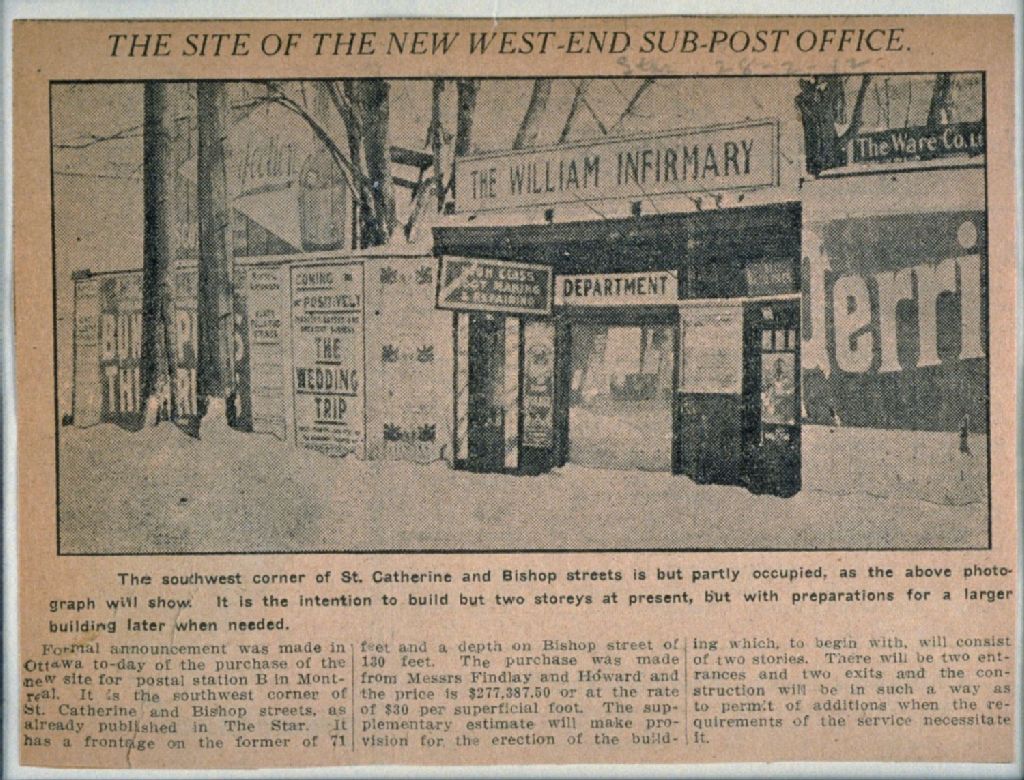 THE SITE OF THE NEW WEST-END SUB-POST OFFICE.
28-2-12
THE WILLIAM INFIRMARY
The Ware Co.
COMING
POSITIVELY
THE
WEDDING
TRIP
& REPAIRING
DEPARTMENT
derri
The southwest corner of St. Catherine and Bishop streets is but partly occupied, as the above photo-
graph will show. It is the intention to build but two storeys at present, but with preparations for a larger
building later when needed.
Formal announcement was made in
Ottawa to-day of the purchase of the
new site for postal station B in Mont-
real. It is the southwest corner of
St. Catherine and Bishop streets, as
already published in The Star. It
has a frontage on the former of 71
feet and a depth on Bishop street of
130 feet. The purchase was made
from Messrs Findlay and Howard and
the price is $277,387.50 or at the rate
of $30 per superficial foot. The sup-
plementary estimate will make pro-
vision for the erection of the build-
ing which, to begin with, will consist
of two stories. There will be two ent-
rances and two exits and the con-
struction will be in such a way as
to permit of additions when the re-
quirements of the service necessitate
it.